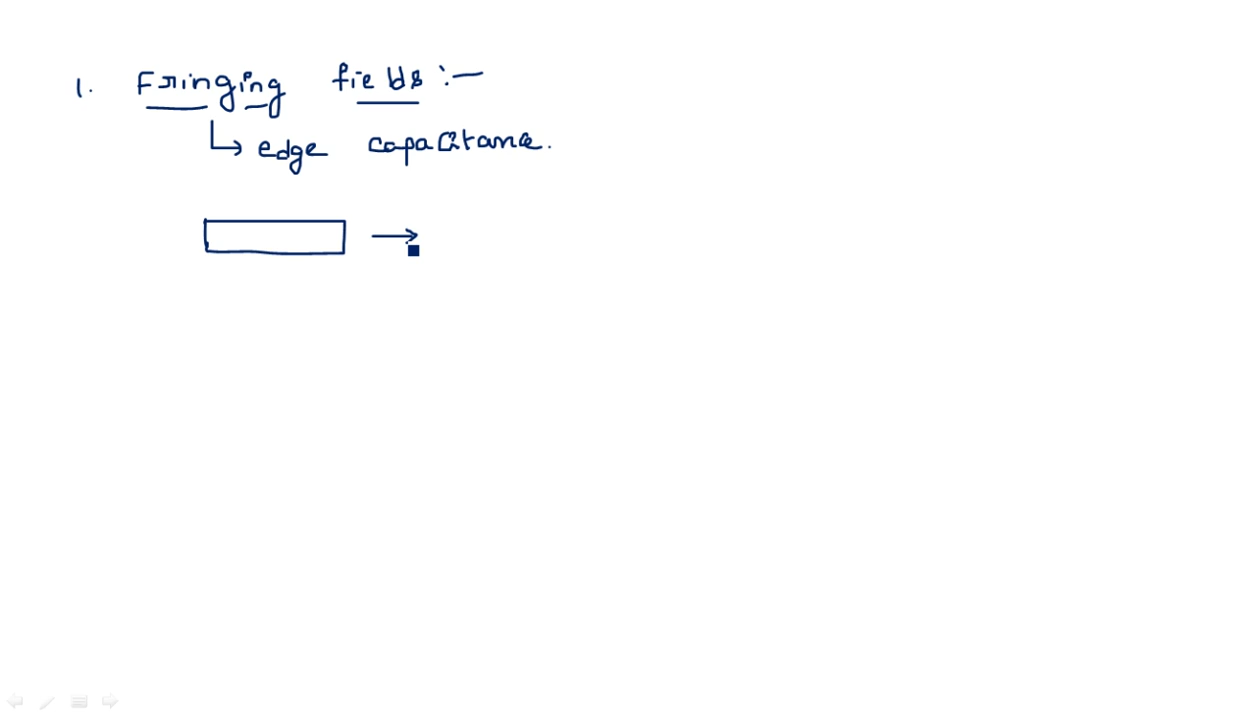 1. Fringing fields :-
↳ edge capacitance.